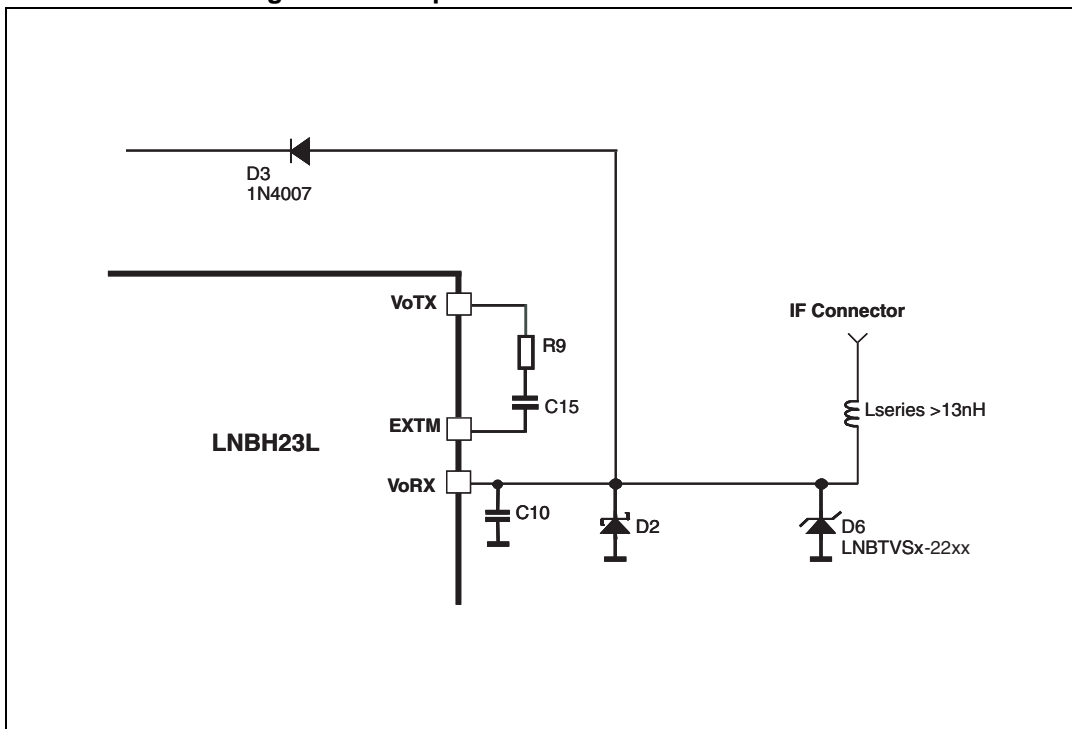 D3
1N4007
VoTX
R9
C15
EXTM
LNBH23L
VoRX
C10
D2
IF Connector
Lseries >13nH
D6
LNBTVSx-22xx